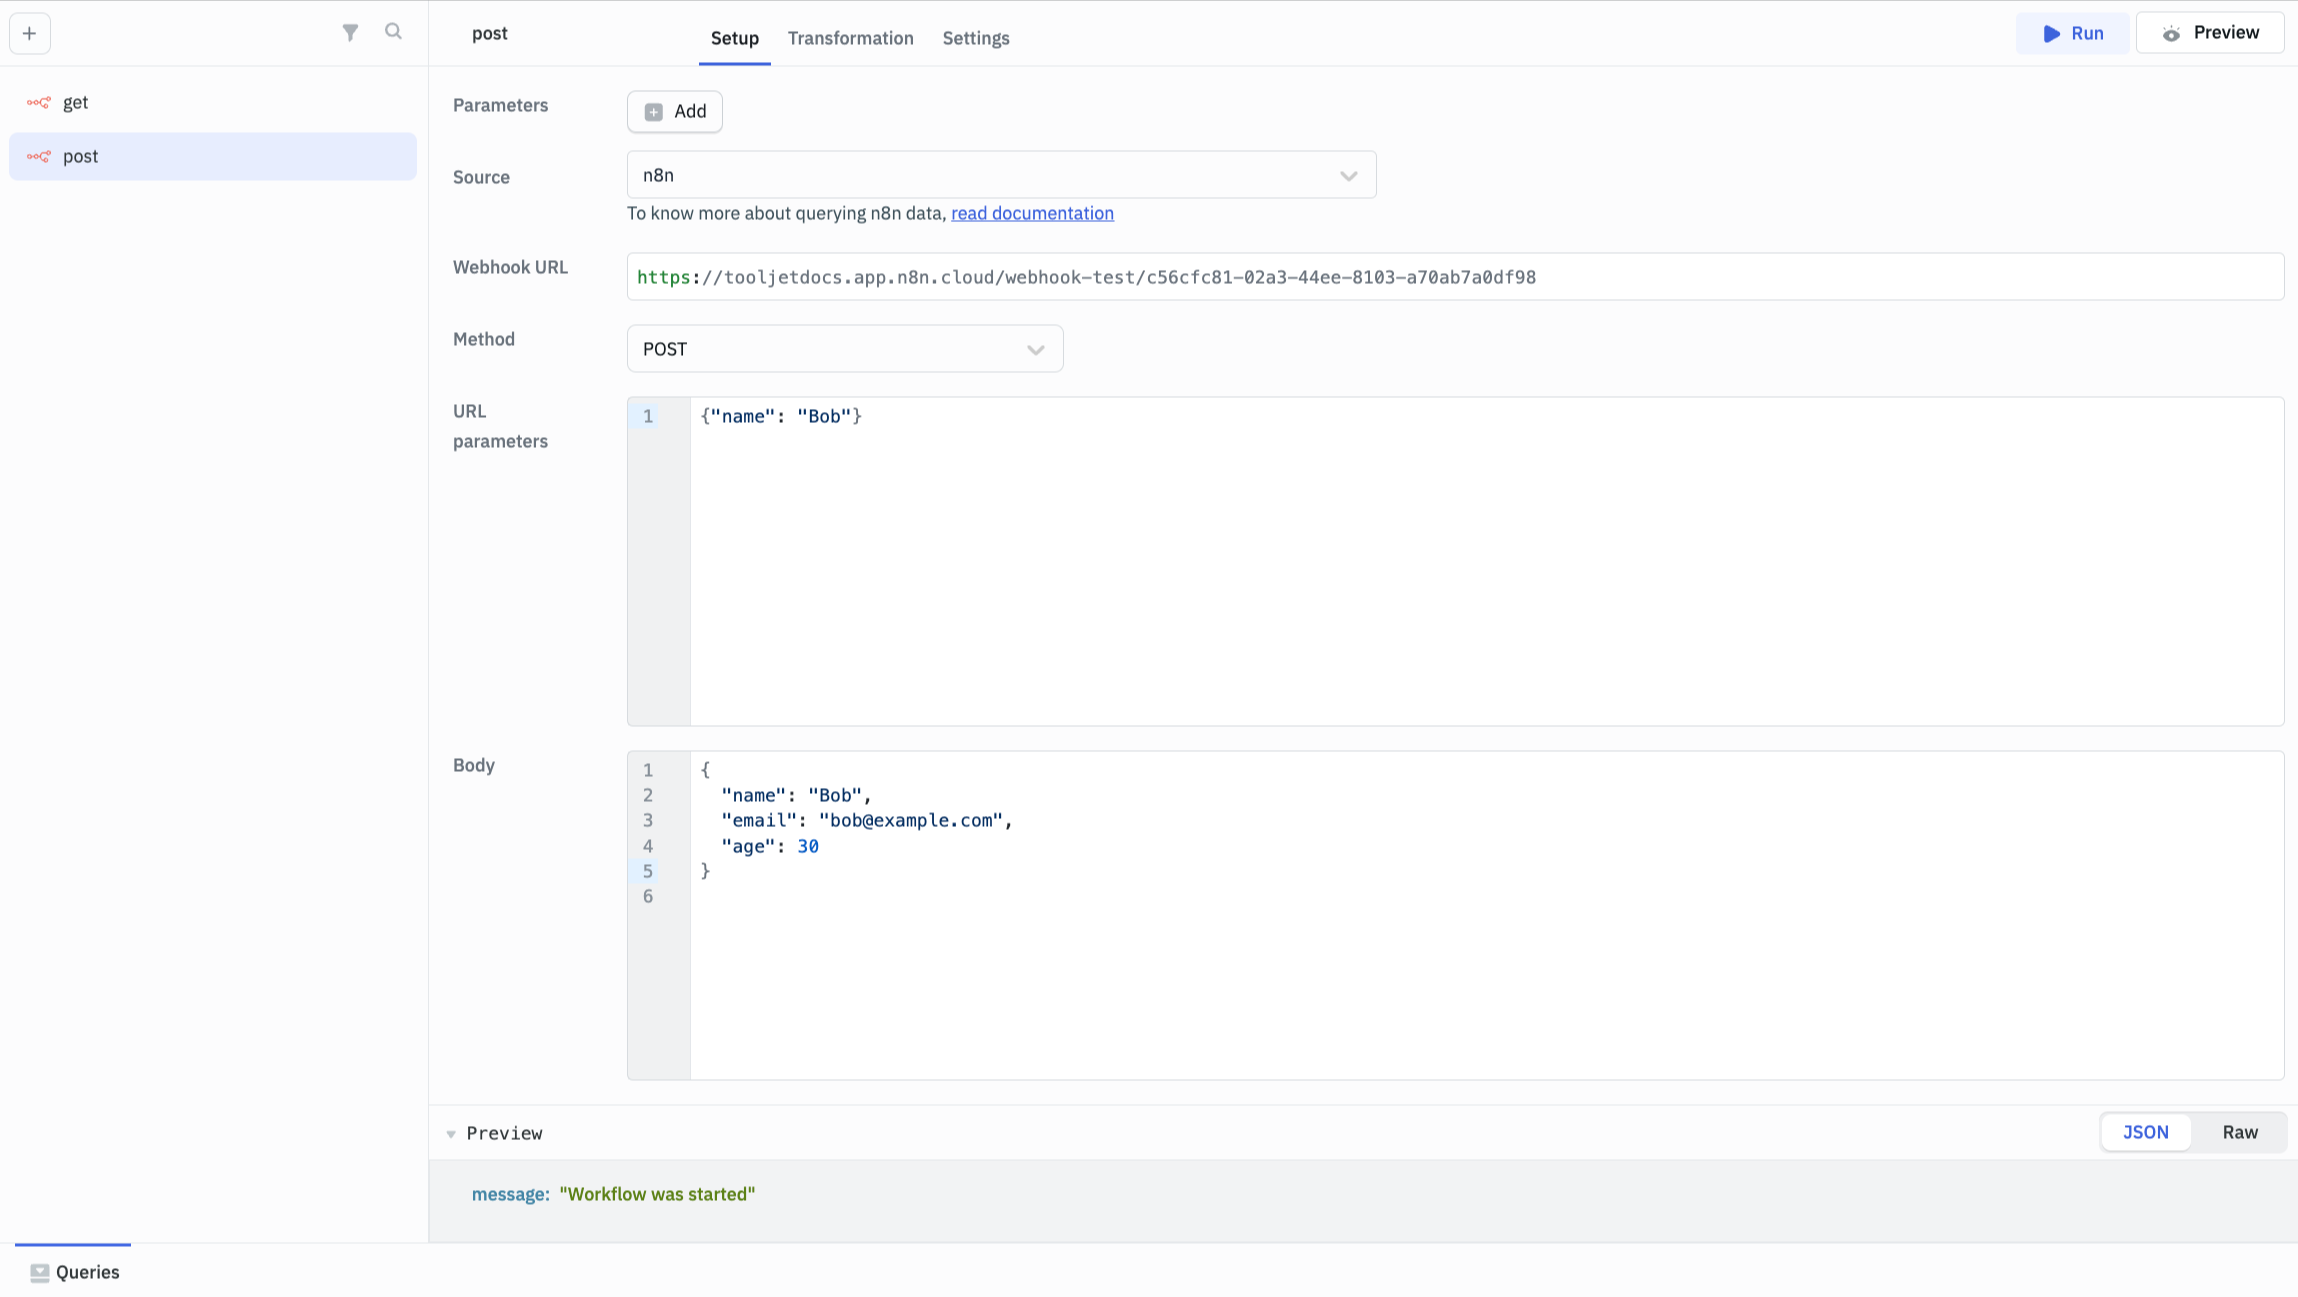 get
post
post
Setup
Transformation
Settings
Run
Preview
Parameters
Add
Source
n8n
To know more about querying n8n data, read documentation
Webhook URL
https://tooljetdocs.app.n8n.cloud/webhook-test/c56cfc81-02a3-44ee-8103-a70ab7a0df98
Method
POST
URL
parameters
1
{"name": "Bob"}
Body
1 {
2 "name": "Bob",
3 "email": "bob@example.com",
4 "age": 30
5 }
6
Preview
JSON
Raw
message: "Workflow was started"
Queries